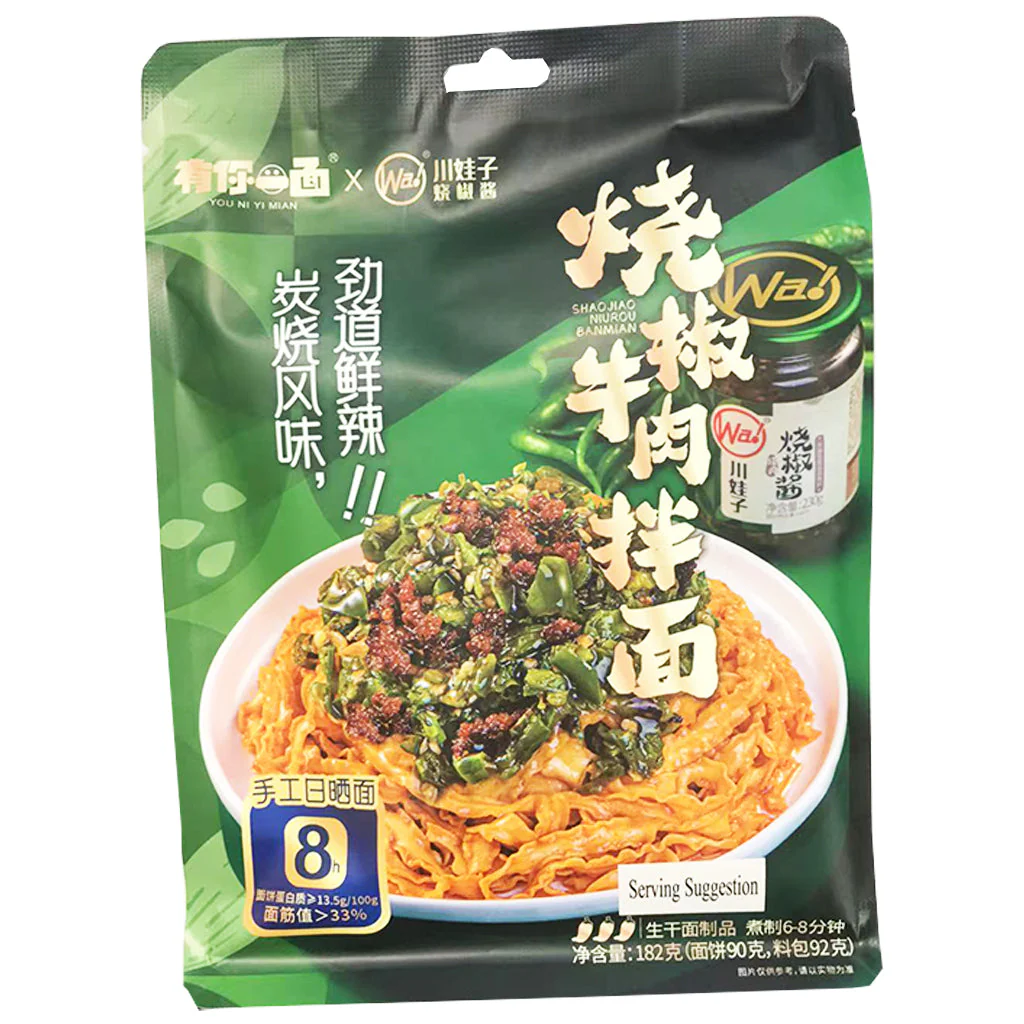 有你一面® X Wa!® 川娃子
烧椒酱
YOU NI YI MIAN
劲道鲜辣!!
炭烧风味,
烧椒牛肉拌面
SHAOJIAO
NIUROU
BANMIAN
Wa!
Wa!®
川娃子
烧椒酱
净含量:230g
手工日晒面
8h
面饼蛋白质≥13.5g/100g
面筋值>33%
Serving Suggestion
生干面制品 煮制6-8分钟
净含量:182克(面饼90克,料包92克)
图片仅供参考,请以实物为准